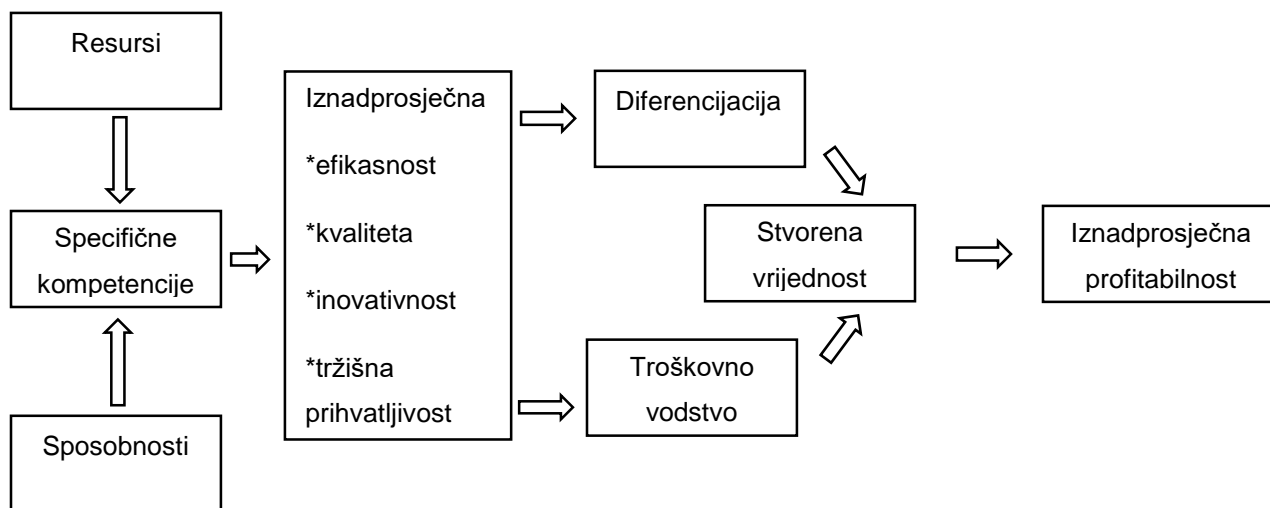 Resursi
Specifične
kompetencije
Sposobnosti
Iznadprosječna
*efikasnost
*kvaliteta
*inovativnost
*tržišna
prihvatljivost
Diferencijacija
Troškovno
vodstvo
Stvorena
vrijednost
Iznadprosječna
profitabilnost